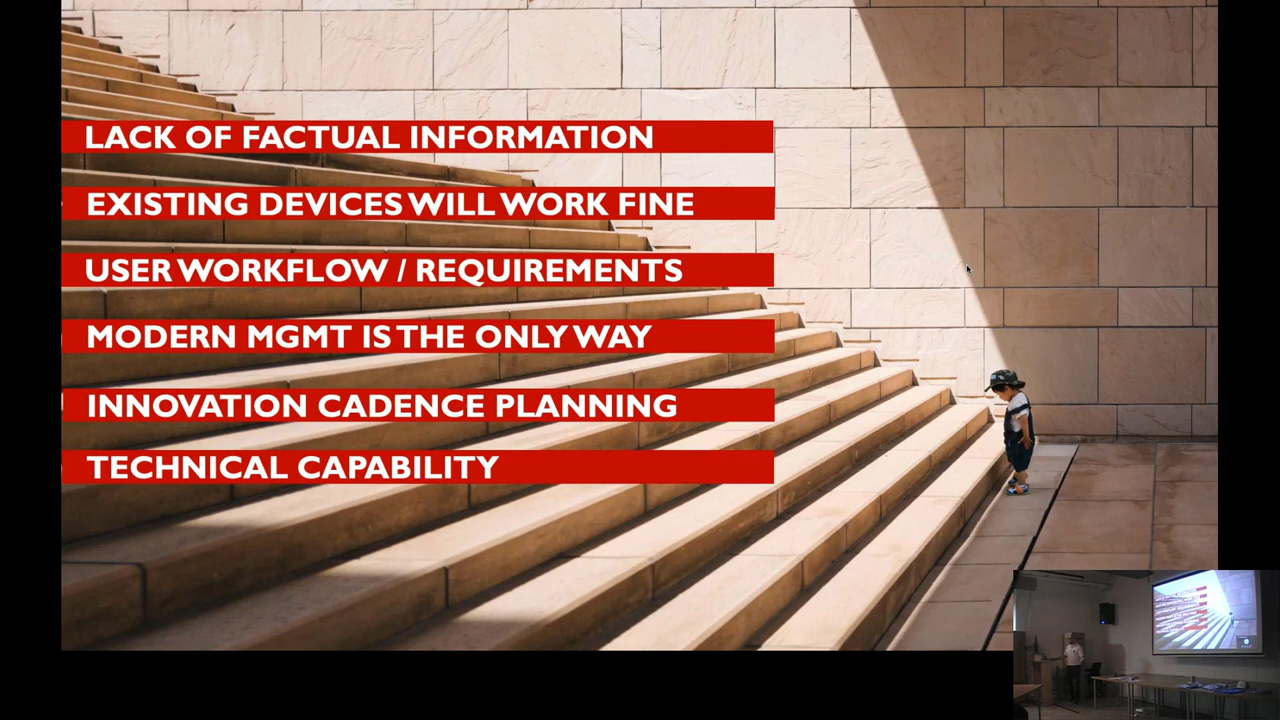 LACK OF FACTUAL INFORMATION
EXISTING DEVICES WILL WORK FINE
USER WORKFLOW / REQUIREMENTS
MODERN MGMT IS THE ONLY WAY
INNOVATION CADENCE PLANNING
TECHNICAL CAPABILITY